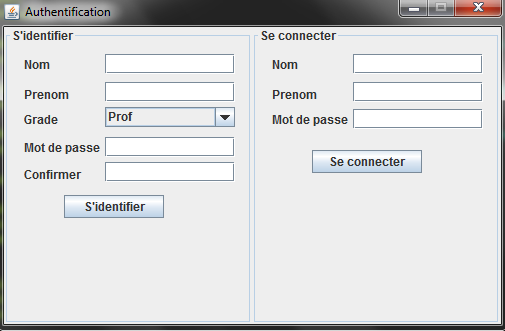 Authentification
S'identifier
Nom
Prenom
Grade
Prof
Mot de passe
Confirmer
S'identifier
Se connecter
Nom
Prenom
Mot de passe
Se connecter